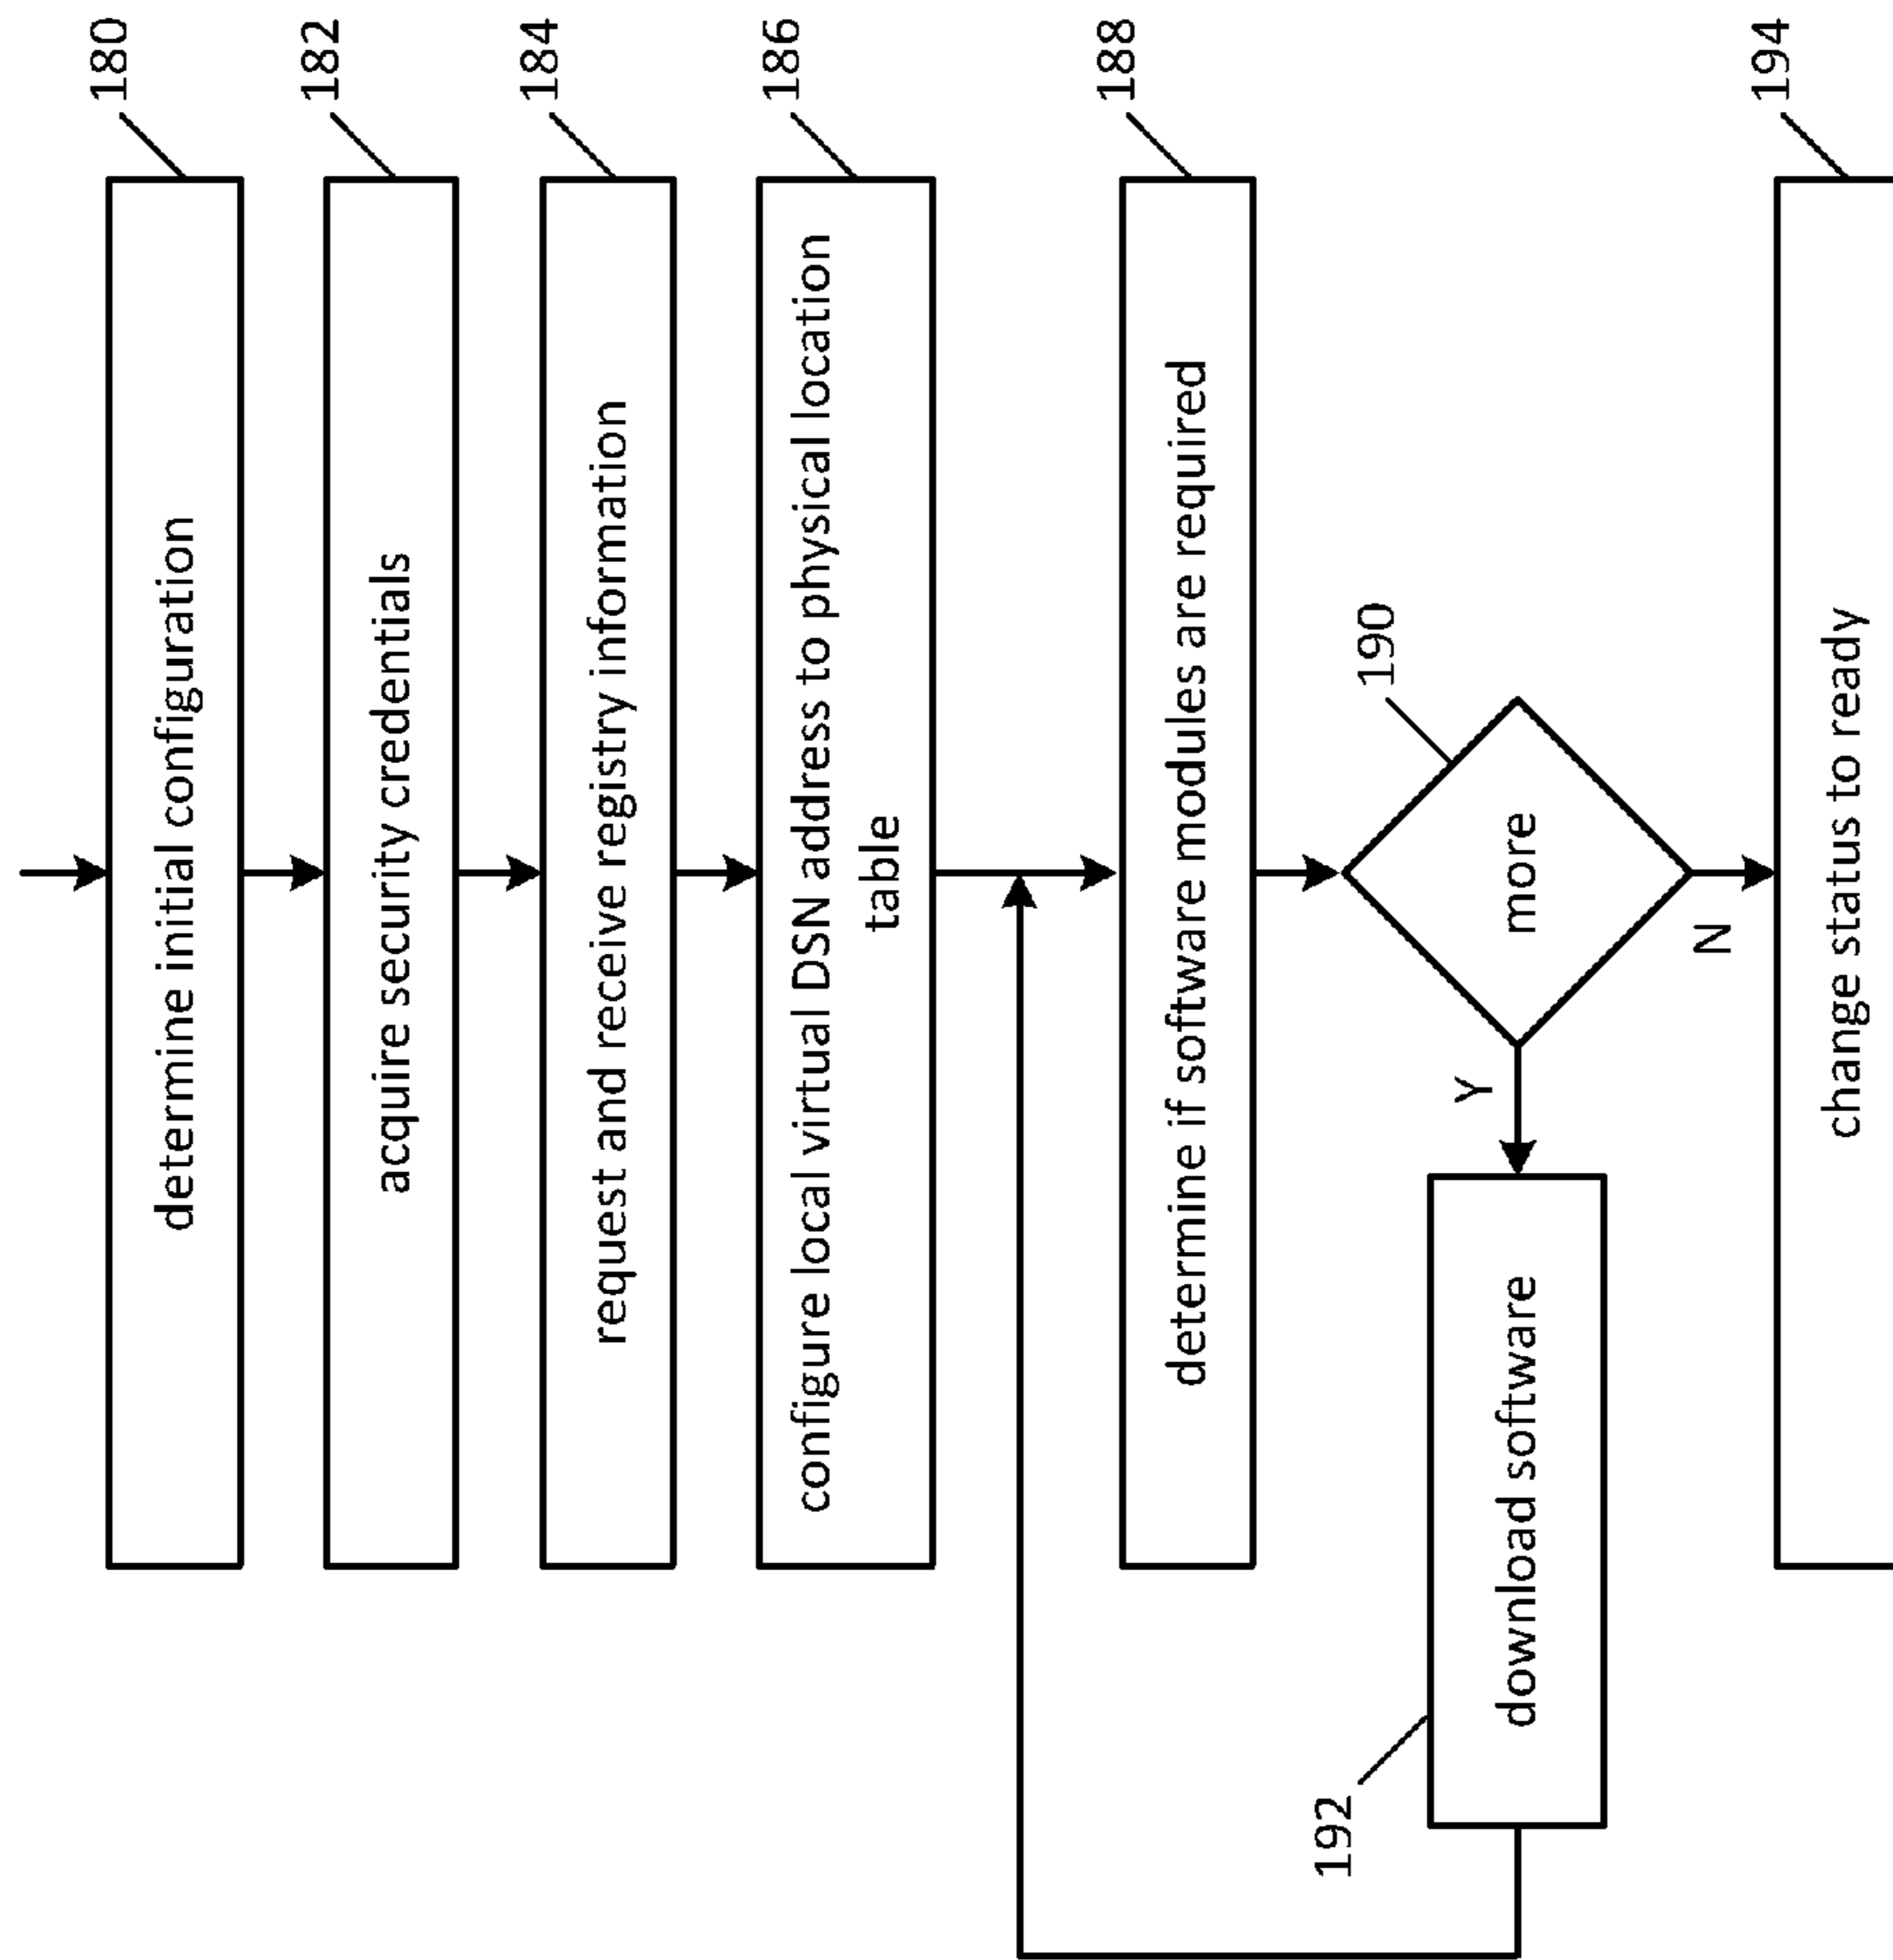 180
determine initial configuration
182
acquire security credentials
184
request and receive registry information
186
configure local virtual DSN address to physical location
table
188
determine if software modules are required
190
more
Y
N
192
download software
194
change status to ready